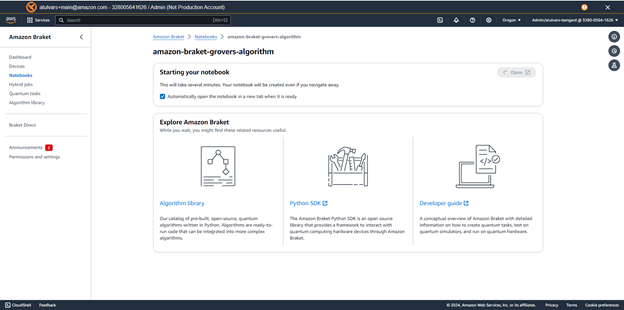 atulvars+main@amazon.com - 328005641626 / Admin (Not Production Account)
aws Services Search [Alt+S] Oregon
Amazon Braket
Dashboard
Devices
Notebooks
Hybrid jobs
Quantum tasks
Algorithm library
Braket Direct
Announcements 2
Permissions and settings
Amazon Braket > Notebooks > amazon-braket-grovers-algorithm
amazon-braket-grovers-algorithm
Starting your notebook
Open
This will take several minutes. Your notebook will be created even if you navigate away.
Automatically open the notebook in a new tab when it is ready
Explore Amazon Braket
While you wait, you might find these related resources useful.
Algorithm library
Our catalog of pre-built, open-source, quantum
algorithms written in Python. Algorithms are ready-to-
run code that can be integrated into more complex
algorithms.
Python SDK
The Amazon Braket Python SDK is an open source
library that provides a framework to interact with
quantum computing hardware devices through Amazon
Braket.
Developer guide
A conceptual overview of Amazon Braket with detailed
information on how to create quantum tasks, test on
quantum simulators, and run on quantum hardware.
CloudShell Feedback
© 2024, Amazon Web Services, Inc. or its affiliates. Privacy Terms Cookie preferences